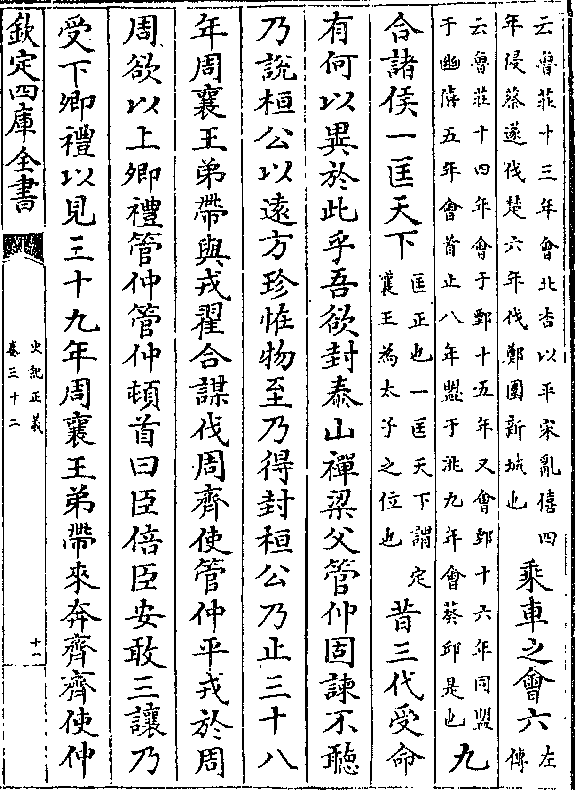 云魯莊十三年會北杏以平宋亂僖四
年侵蔡遂伐楚六年伐鄭圍新城也
乘車之會六
左
傳
云魯莊十四年會于鄄十五年又會鄄十六年同盟
于幽僖五年會首止八年盟于洮九年會葵邱是也
九
合諸侯一匡天下
匡正也一匡天下謂定
襄王為太子之位也
昔三代受命
有何以異於此乎吾欲封泰山禪梁父管仲固諫不聽
乃説桓公以遠方珍恠物至乃得封桓公乃止三十八
年周襄王弟帶與戎翟合謀伐周齊使管仲平戎於周
周欲以上卿禮管仲管仲頓首曰臣倍臣安敢三讓乃
受下卿禮以見三十九年周襄王弟帶來奔齊齊使仲
欽定四庫全書
史記正義
卷三十二
十一